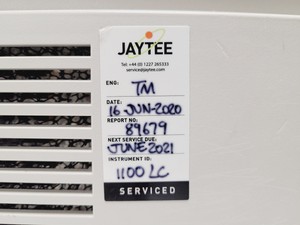 JAYTEE
Tel: +44 (0) 1227 265333
service@jaytee.com
ENG: TM
DATE: 16 JUN-2020
REPORT NO: 89679
NEXT SERVICE DUE: JUNE 2021
INSTRUMENT ID: 1100 LC
SERVICED